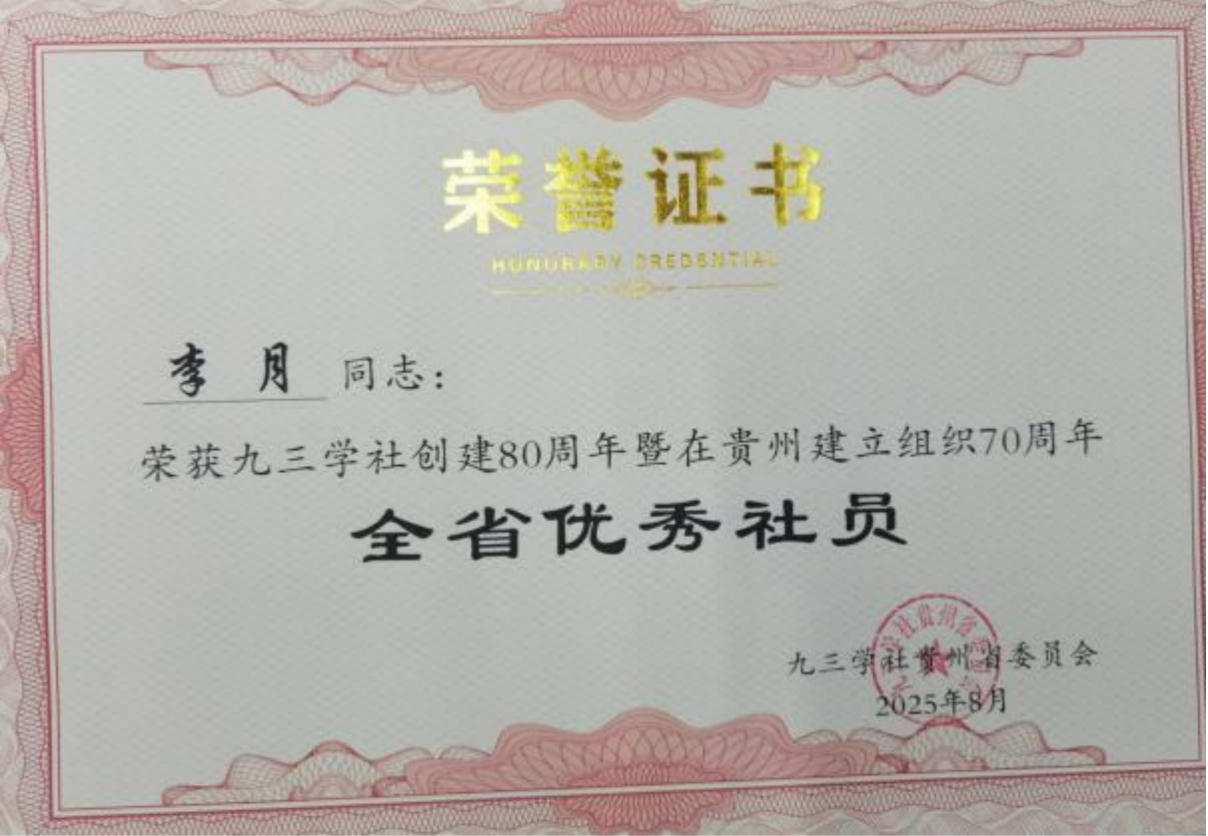 荣誉证书
HONORARY CREDENTIAL
李月 同志：
荣获九三学社创建80周年暨在贵州建立组织70周年
全省优秀社员
九三学社贵州省委员会
2025年8月